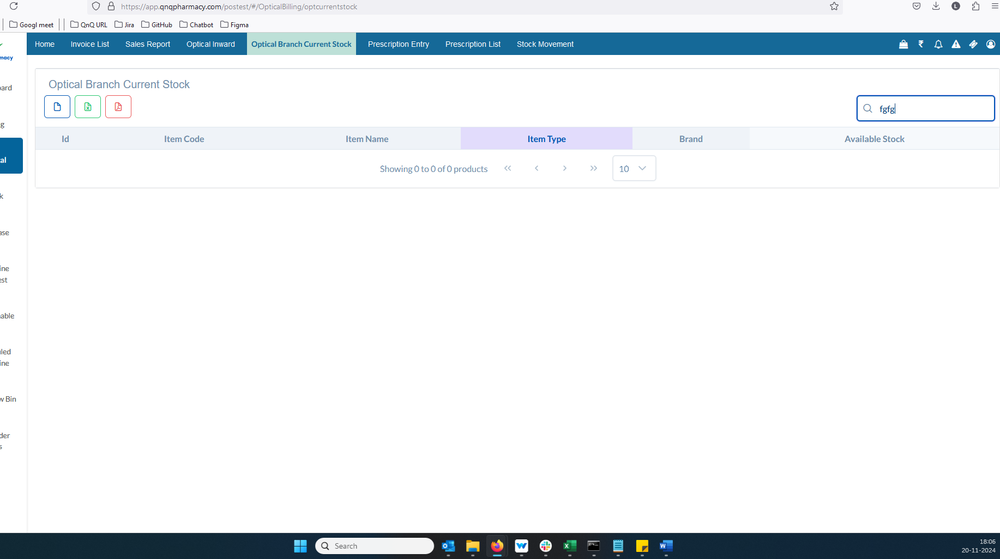 https://app.qnqpharmacy.com/postest/#/OpticalBilling/optcurrentstock
L
Googl meet QnQ URL Jira GitHub Chatbot Figma
Home Invoice List Sales Report Optical Inward Optical Branch Current Stock Prescription Entry Prescription List Stock Movement
macy
Optical Branch Current Stock
ard
fgfg
g
Id Item Code Item Name Item Type Brand Available Stock
al
Showing 0 to 0 of 0 products 10
k
ase
ine
est
able
led
ine
w Bin
der
s
Search
18:06
20-11-2024